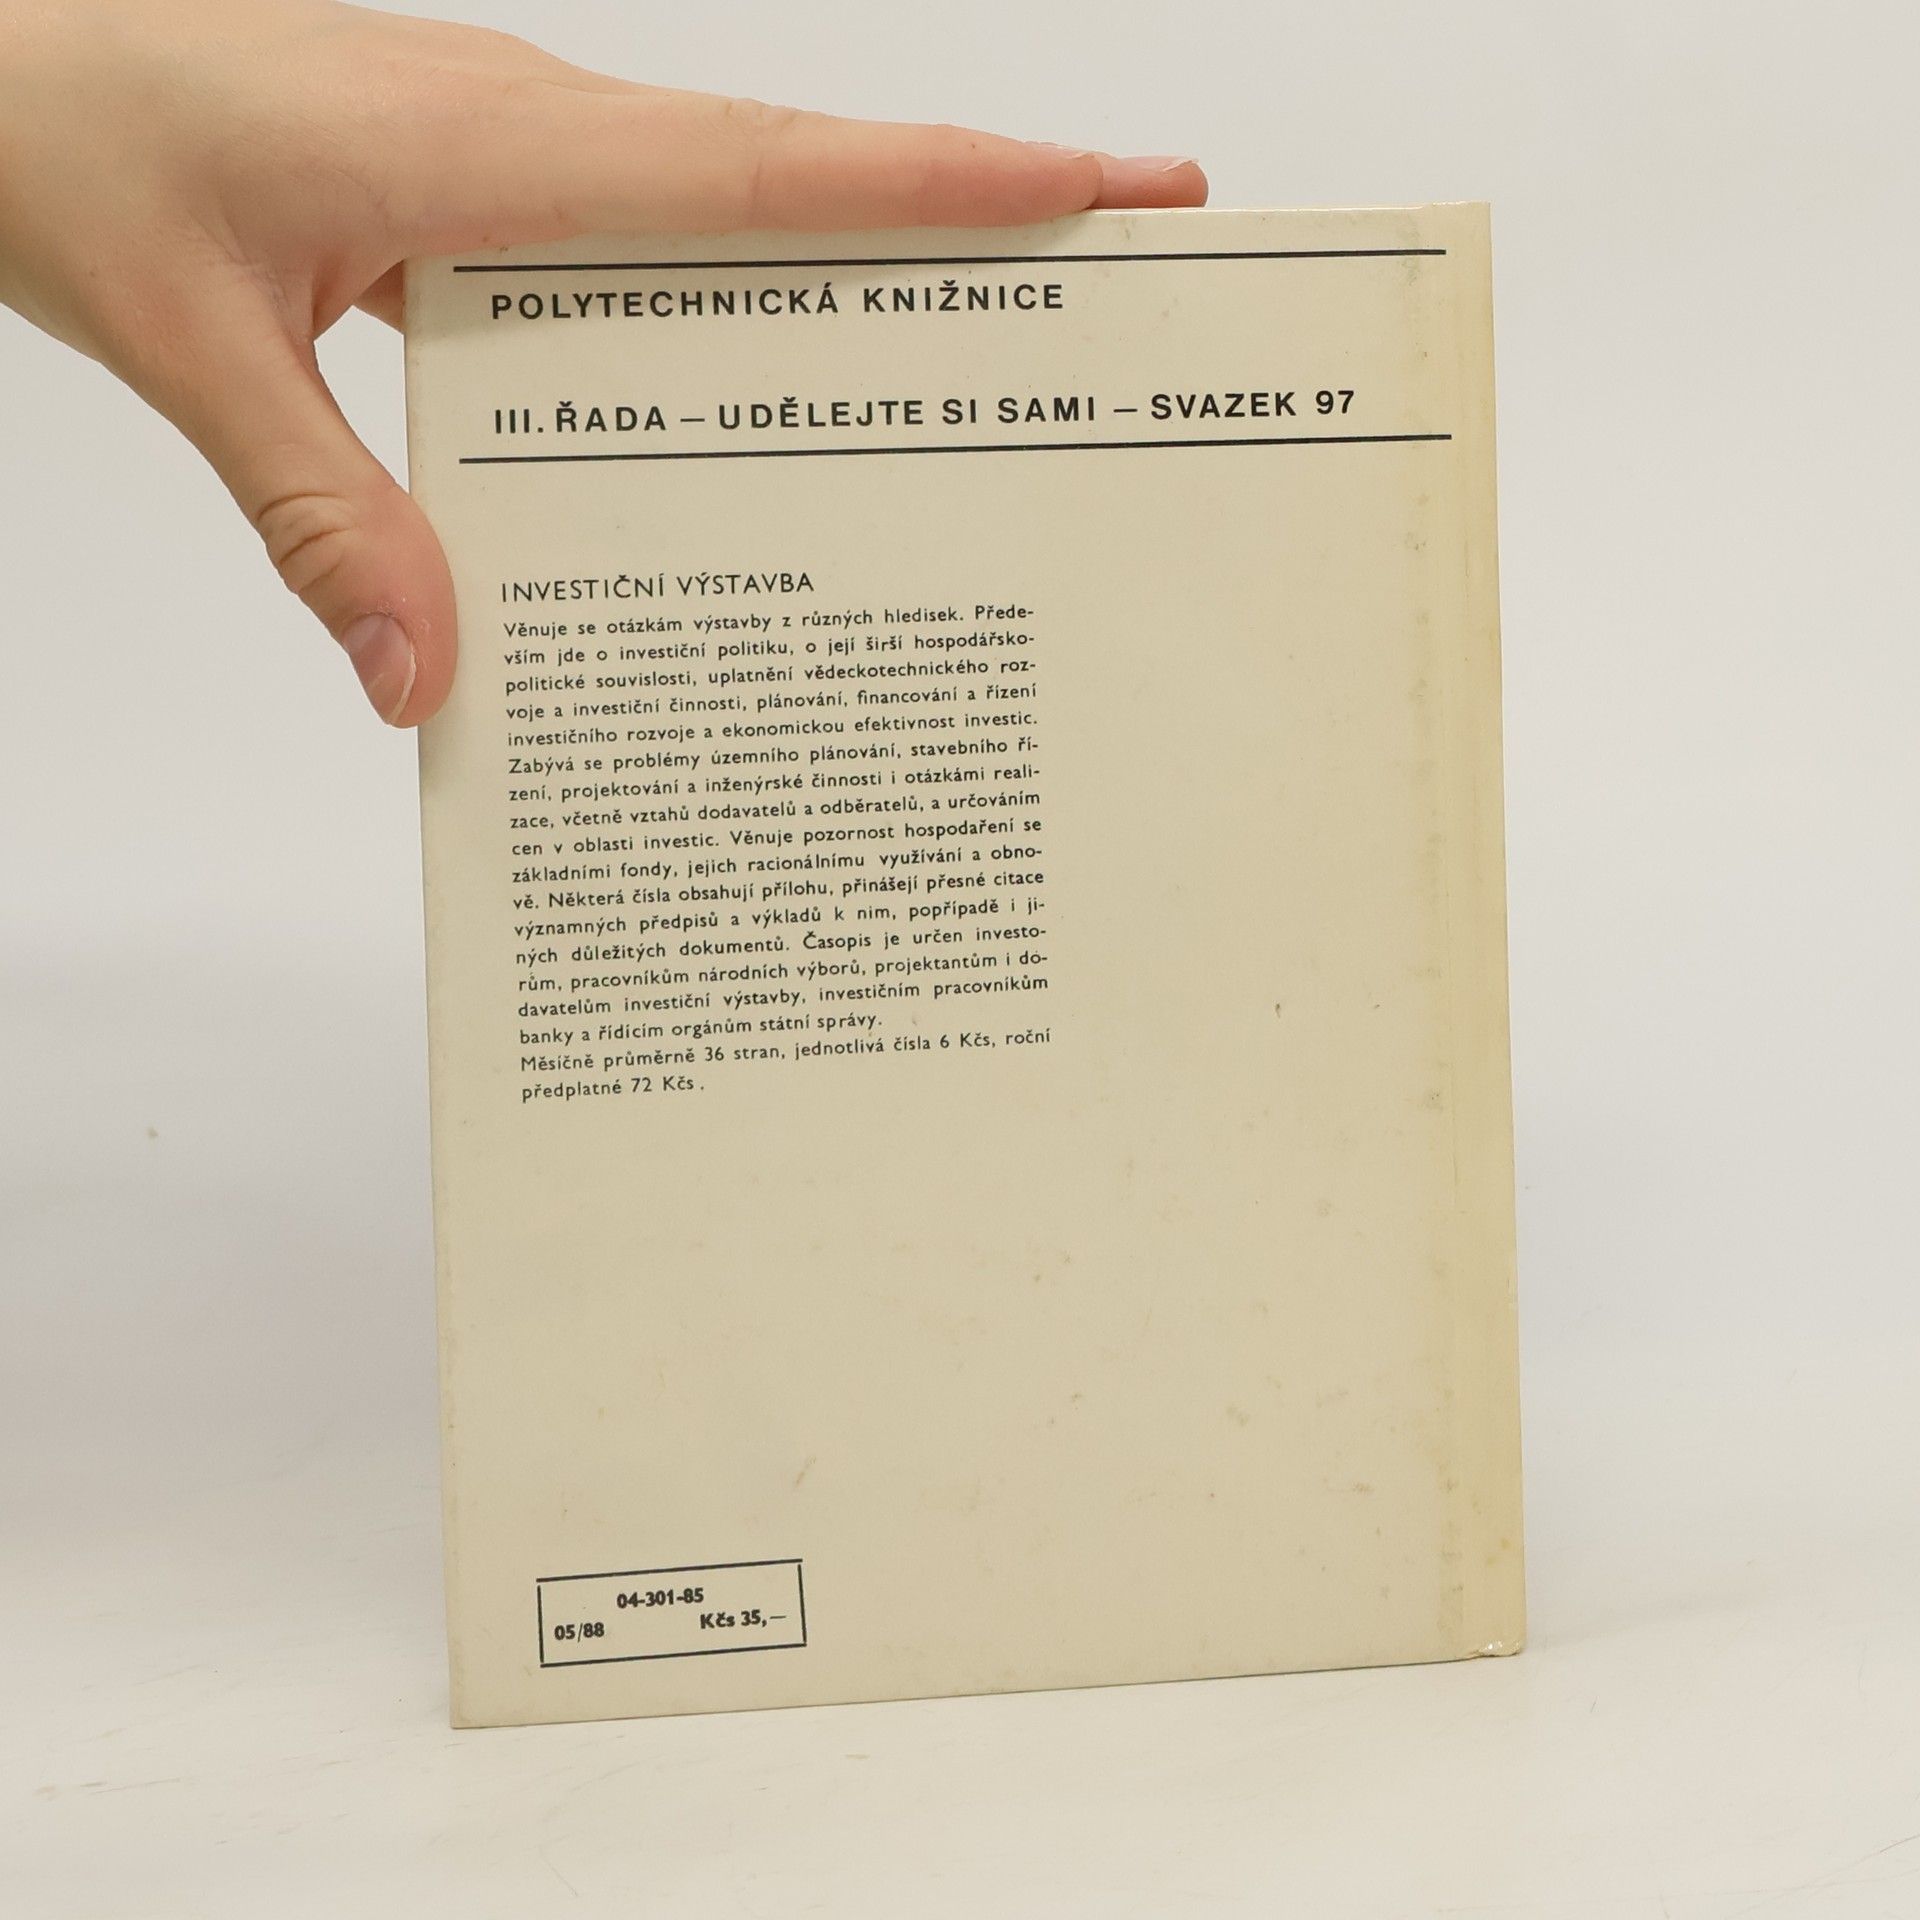 POLYTECHNICKÁ KNIŽNICE
III. ŘADA – UDĚLEJTE SI SAMI – SVAZEK 97
INVESTIČNÍ VÝSTAVBA
Věnuje se otázkám výstavby z různých hledisek. Přede-
vším jde o investiční politiku, o její širší hospodářsko-
politické souvislosti, uplatnění vědeckotechnického roz-
voje a investiční činnosti, plánování, financování a řízení
investičního rozvoje a ekonomickou efektivnost investic.
Zabývá se problémy územního plánování, stavebního ří-
zení, projektování a inženýrské činnosti i otázkámi reali-
zace, včetně vztahů dodavatelů a odběratelů, a určováním
cen v oblasti investic. Věnuje pozornost hospodaření se
základními fondy, jejich racionálnímu využívání a obno-
vě. Některá čísla obsahují přílohu, přinášejí přesné citace
významných předpisů a výkladů k nim, popřípadě i ji-
ných důležitých dokumentů. Časopis je určen investo-
rům, pracovníkům národních výborů, projektantům i do-
davatelům investiční výstavby, investičním pracovníkům
banky a řídícím orgánům státní správy.
Měsíčně průměrně 36 stran, jednotlivá čísla 6 Kčs, roční
předplatné 72 Kčs.
04-301-85
05/88 Kčs 35,—